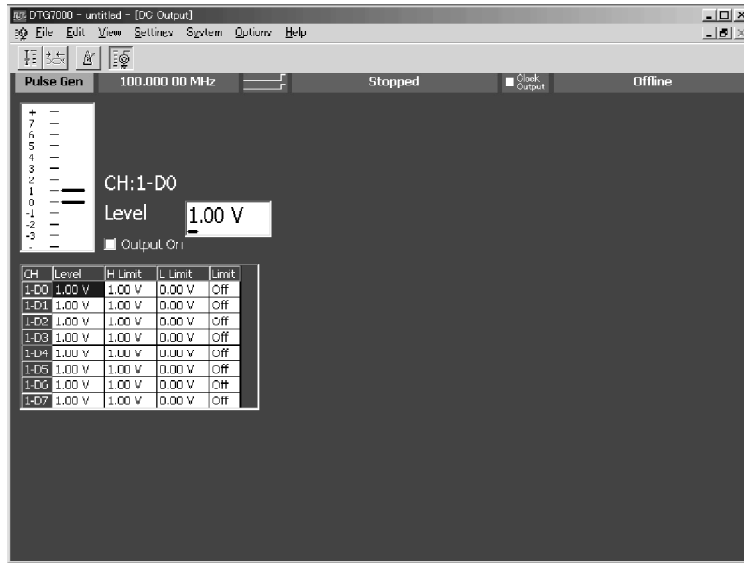 DTG7000 - untitled - [DC Output]
File Edit View Settings System Options Help
Pulse Gen 100.000 00 MHz Stopped Clock Output Offline
+
7
6
5
4
3
2
1
0
-1
-2
-3
-
CH:1-D0
Level 1.00 V
Output On
CH Level H Limit L Limit Limit
1-D0 1.00 V 1.00 V 0.00 V Off
1-D1 1.00 V 1.00 V 0.00 V Off
1-D2 1.00 V 1.00 V 0.00 V Off
1-D3 1.00 V 1.00 V 0.00 V Off
1-D4 1.00 V 1.00 V 0.00 V Off
1-D5 1.00 V 1.00 V 0.00 V Off
1-D6 1.00 V 1.00 V 0.00 V Off
1-D7 1.00 V 1.00 V 0.00 V Off